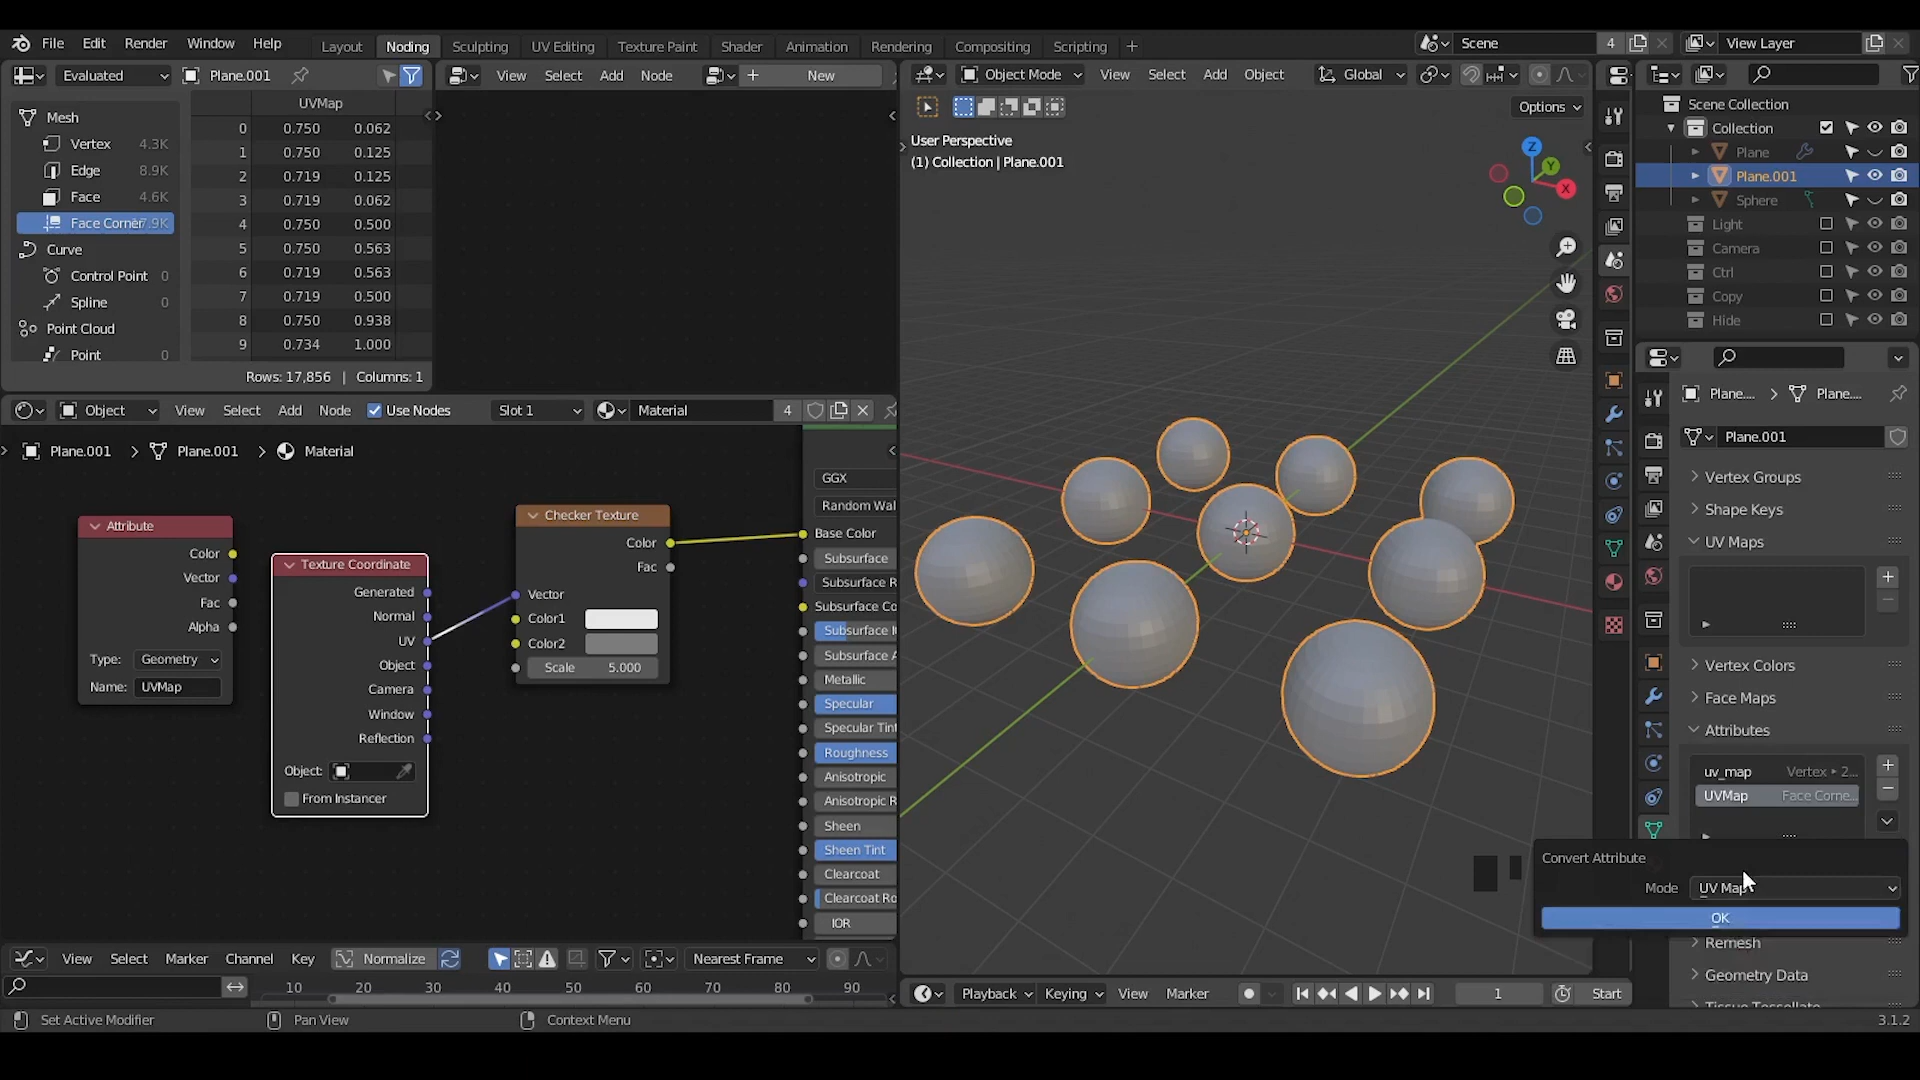 File Edit Render Window Help Layout Noding Sculpting UV Editing Texture Paint Shader Animation Rendering Compositing Scripting + Scene 4 View Layer
Evaluated Plane.001 View Select Add Node + New Object Mode View Select Add Object Global
UVMap
Options
Mesh
Vertex 4.3K
Edge 8.9K
Face 4.6K
Face Corner 7.9K
Curve
Control Point 0
Spline 0
Point Cloud
Point 0
0 0.750 0.062
1 0.750 0.125
2 0.719 0.125
3 0.719 0.062
4 0.750 0.500
5 0.750 0.563
6 0.719 0.563
7 0.719 0.500
8 0.750 0.938
9 0.734 1.000
Rows: 17,856 | Columns: 1
User Perspective
(1) Collection | Plane.001
Z
Y
X
Scene Collection
Collection
Plane
Plane.001
Sphere
Light
Camera
Ctrl
Copy
Hide
Object View Select Add Node Use Nodes Slot 1 Material 4
Plane.001 > Plane.001 > Material
Attribute
Color
Vector
Fac
Alpha
Type: Geometry
Name: UVMap
Texture Coordinate
Generated
Normal
UV
Object
Camera
Window
Reflection
Object:
From Instancer
Checker Texture
Color
Fac
Vector
Color1
Color2
Scale 5.000
GGX
Random Wal
Base Color
Subsurface
Subsurface R
Subsurface Co
Subsurface I
Subsurface A
Metallic
Specular
Specular Tin
Roughness
Anisotropic
Anisotropic R
Sheen
Sheen Tint
Clearcoat
Clearcoat Ro
IOR
Plane.... > Plane....
Plane.001
Vertex Groups
Shape Keys
UV Maps
Vertex Colors
Face Maps
Attributes
uv_map Vertex ▸ 2...
UVMap Face Corne...
Convert Attribute
Mode UV Map
OK
Remesh
Geometry Data
Tissue Tessellate
View Select Marker Channel Key Normalize Nearest Frame
10 20 30 40 50 60 70 80 90
Playback Keying View Marker 1 Start
Set Active Modifier Pan View Context Menu 3.1.2